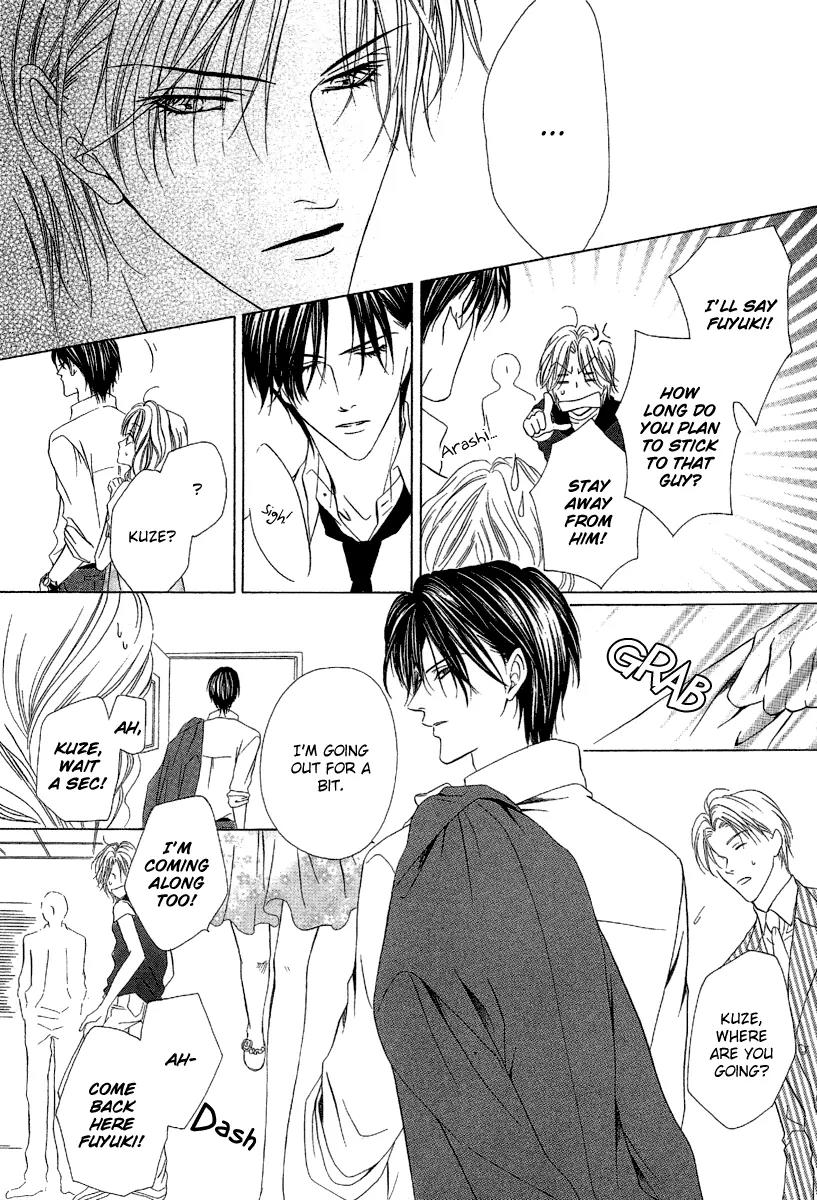 ...
I'LL SAY
FUYUKI!
HOW
LONG DO
YOU PLAN
TO STICK
TO THAT
GUY?
STAY
AWAY
FROM
HIM!
Arashi...
Sigh!
?
KUZE?
GRAB
KUZE,
WHERE
ARE YOU
GOING?
I'M GOING
OUT FOR A
BIT.
AH,
KUZE,
WAIT
A SEC!
I'M
COMING
ALONG
TOO!
AH-
COME
BACK
HERE
FUYUKI!
Dash